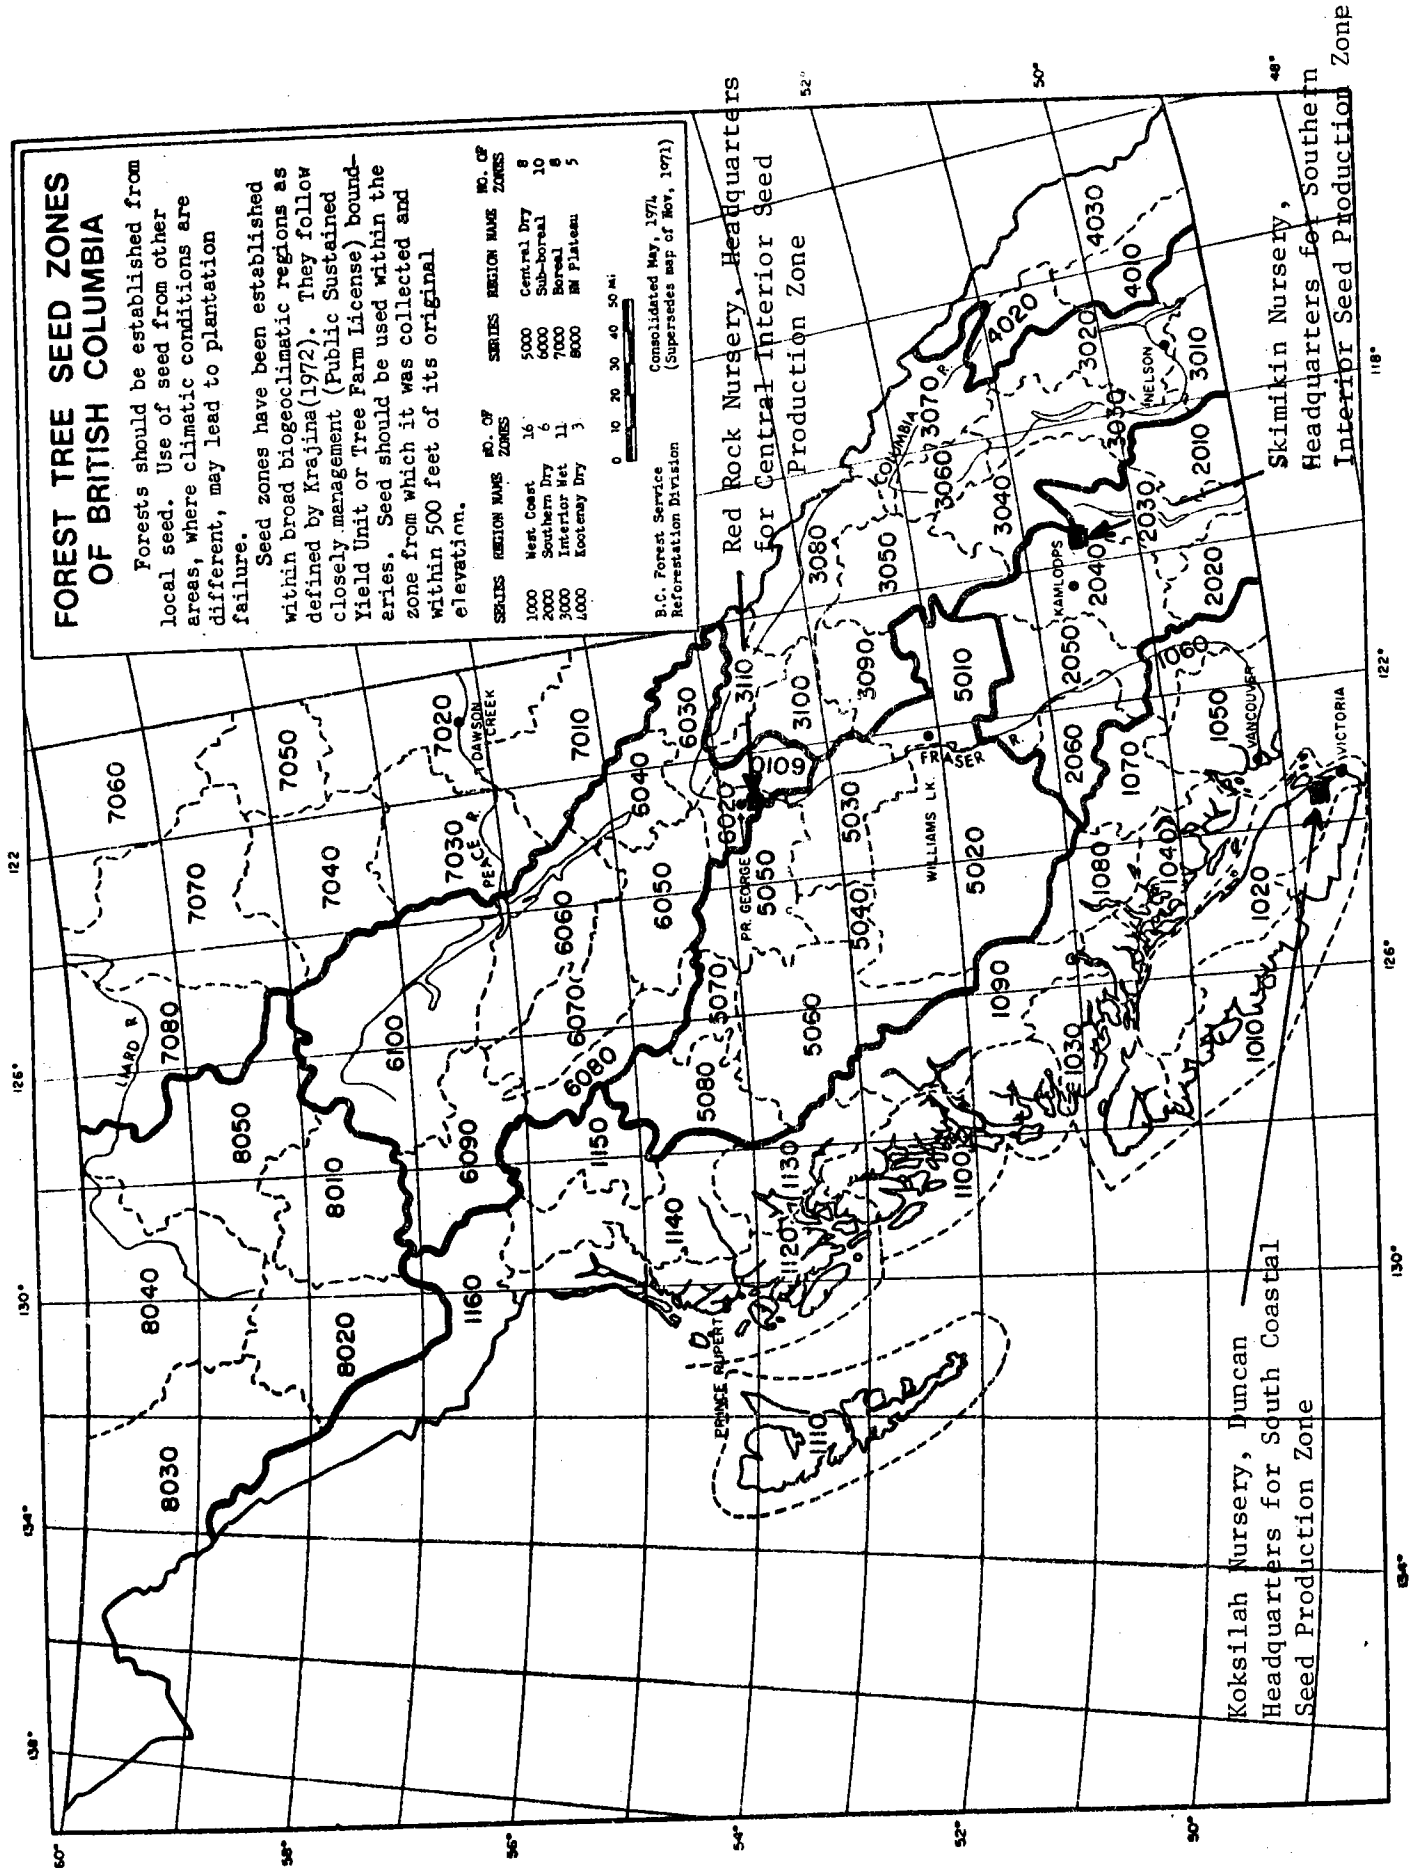 FOREST TREE SEED ZONES
OF BRITISH COLUMBIA
Forests should be established from
local seed. Use of seed from other
areas, where climatic conditions are
different, may lead to plantation
failure.
Seed zones have been established
within broad biogeoclimatic regions as
defined by Krajina(1972). They follow
closely management (Public Sustained
Yield Unit or Tree Farm License) bound-
aries. Seed should be used within the
zone from which it was collected and
within 500 feet of its original
elevation.
SERIES REGION NAME NO. OF ZONES SERIES REGION NAME NO. OF ZONES
1000 West Coast 16 5000 Central Dry 8
2000 Southern Dry 6 6000 Sub-boreal 10
3000 Interior Wet 11 7000 Boreal 8
4000 Kootenay Dry 3 8000 NW Plateau 5
0 10 20 30 40 50 Mi
B.C. Forest Service
Reforestation Division
Consolidated May, 1974
(Supersedes map of Nov, 1971)
Red Rock Nursery, Headquarters
for Central Interior Seed
Production Zone
Skimikin Nursery,
Headquarters for Southern
Interior Seed Production Zone
Koksilah Nursery, Duncan
Headquarters for South Coastal
Seed Production Zone
138°
134°
130°
126°
122
60°
58°
56°
54°
52°
50°
52°
50°
48°
134°
130°
126°
122°
118°
8030
8040
8020
8010
8050
7080
7070
7060
7050
7040
7030
7020
7010
LIARD R
PEACE R.
DAWSON
CREEK
6100
6090
6080
6070
6060
6050
6040
6030
6020
6010
1160
1150
1140
1130
1120
1110
1100
1090
1080
1070
1060
1050
1040
1030
1020
1010
5080
5070
5060
5050
5040
5030
5020
5010
3110
3100
3090
3080
3070
3060
3050
3040
3030
3020
3010
4030
4020
4010
2060
2050
2040
2030
2020
2010
PRINCE RUPERT
PR. GEORGE
WILLIAMS LK.
FRASER R.
COLUMBIA R.
KAMLOOPS
NELSON
VANCOUVER
VICTORIA